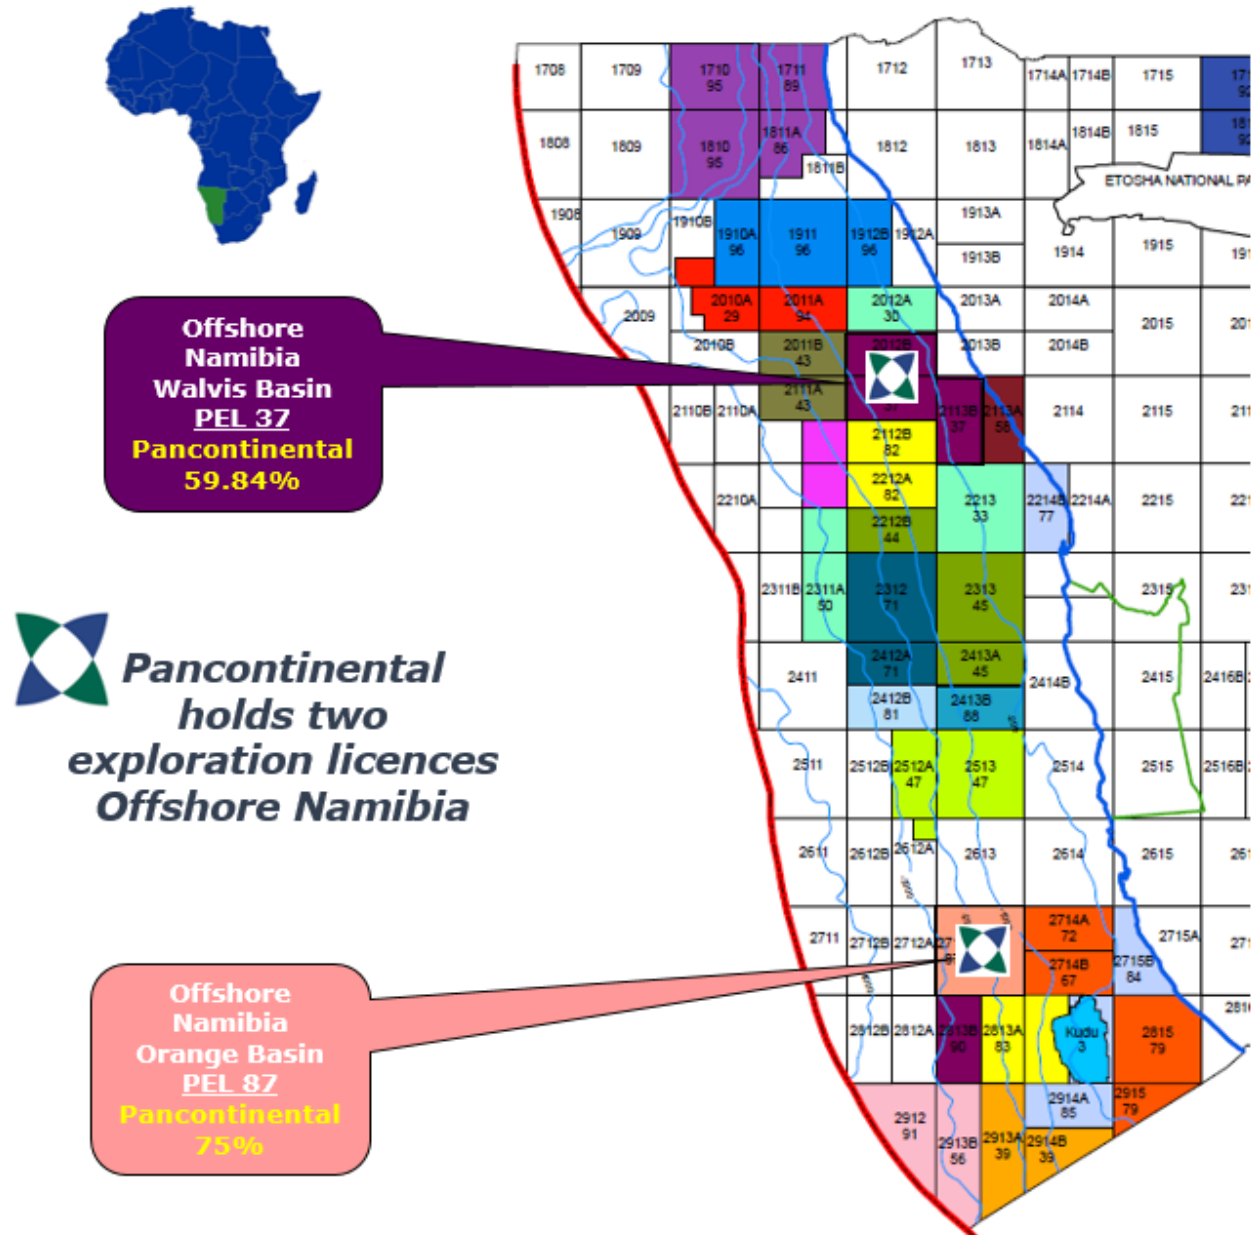 Offshore
Namibia
Walvis Basin
PEL 37
Pancontinental
59.84%
Pancontinental
holds two
exploration licences
Offshore Namibia
Offshore
Namibia
Orange Basin
PEL 87
Pancontinental
75%
1708 1709 1710 1711 1712 1713 1714A 1714B 1715
95 89
1808 1809 1810 1811A 1812 1813 1814A 1814B 1815
95 86
1811B
ETOSHA NATIONAL
1908 1909 1910B 1910A 1911 1912B 1912A 1913A 1914 1915
96 96 96
1913B
2009 2010A 2011A 2012A 2013A 2014A 2015
29 94 30
2010B 2011B 2012B 2013B 2014B
43
2110B 2110A 2111A 37 2113B 2113A 2114 2115
43 37 58
2112B
82
2210A 2212A 2213 2214B 2214A 2215
82 33 77
2212B
44
2311B 2311A 2312 2313 2315
50 71 45
2411 2412A 2413A 2414B 2415 2416B
71 45
2412B 2413B
81 88
2511 2512B 2512A 2513 2514 2515 2516B
47 47
2611 2612B 2612A 2613 2614 2615
2711 2712B 2712A 2714A 2715A
72
2714B 2715B
67 84
2812B 2812A 2813B 2813A Kudu 2815
90 83 3 79
2912 2913B 2913A 2914A 2915
91 56 39 85 79
2914B
39